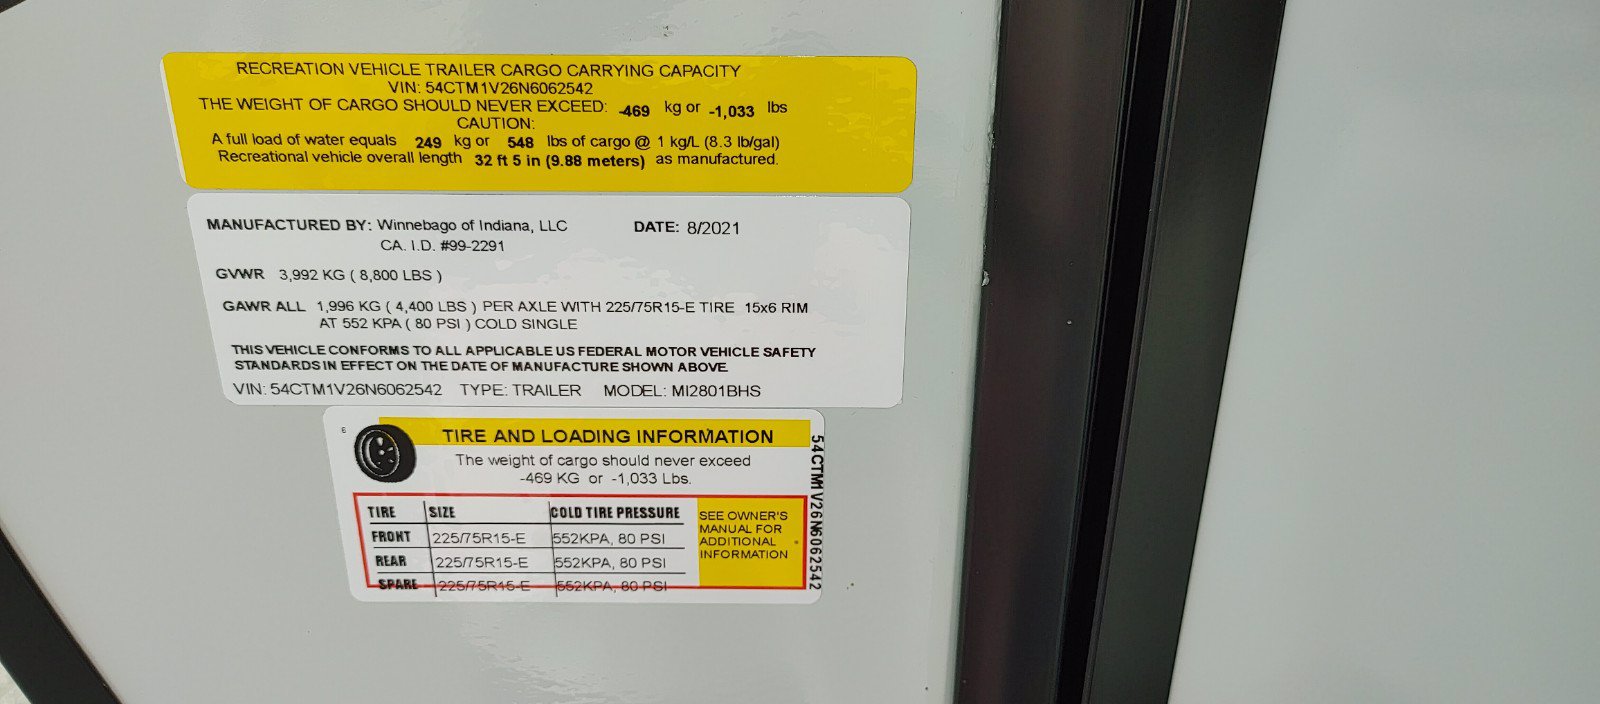 RECREATION VEHICLE TRAILER CARGO CARRYING CAPACITY
VIN: 54CTM1V26N6062542
THE WEIGHT OF CARGO SHOULD NEVER EXCEED: -469 kg or -1,033 lbs
CAUTION:
A full load of water equals 249 kg or 548 lbs of cargo @ 1 kg/L (8.3 lb/gal)
Recreational vehicle overall length 32 ft 5 in (9.88 meters) as manufactured.
MANUFACTURED BY: Winnebago of Indiana, LLC DATE: 8/2021
CA. I.D. #99-2291
GVWR 3,992 KG ( 8,800 LBS )
GAWR ALL 1,996 KG ( 4,400 LBS ) PER AXLE WITH 225/75R15-E TIRE 15x6 RIM
AT 552 KPA ( 80 PSI ) COLD SINGLE
THIS VEHICLE CONFORMS TO ALL APPLICABLE US FEDERAL MOTOR VEHICLE SAFETY
STANDARDS IN EFFECT ON THE DATE OF MANUFACTURE SHOWN ABOVE.
VIN: 54CTM1V26N6062542 TYPE: TRAILER MODEL: MI2801BHS
6
TIRE AND LOADING INFORMATION
The weight of cargo should never exceed
-469 KG or -1,033 Lbs.
TIRE SIZE COLD TIRE PRESSURE
FRONT 225/75R15-E 552KPA, 80 PSI
REAR 225/75R15-E 552KPA, 80 PSI
SPARE 225/75R15-E 552KPA, 80 PSI
SEE OWNER'S
MANUAL FOR
ADDITIONAL
INFORMATION
54CTM1V26N6062542